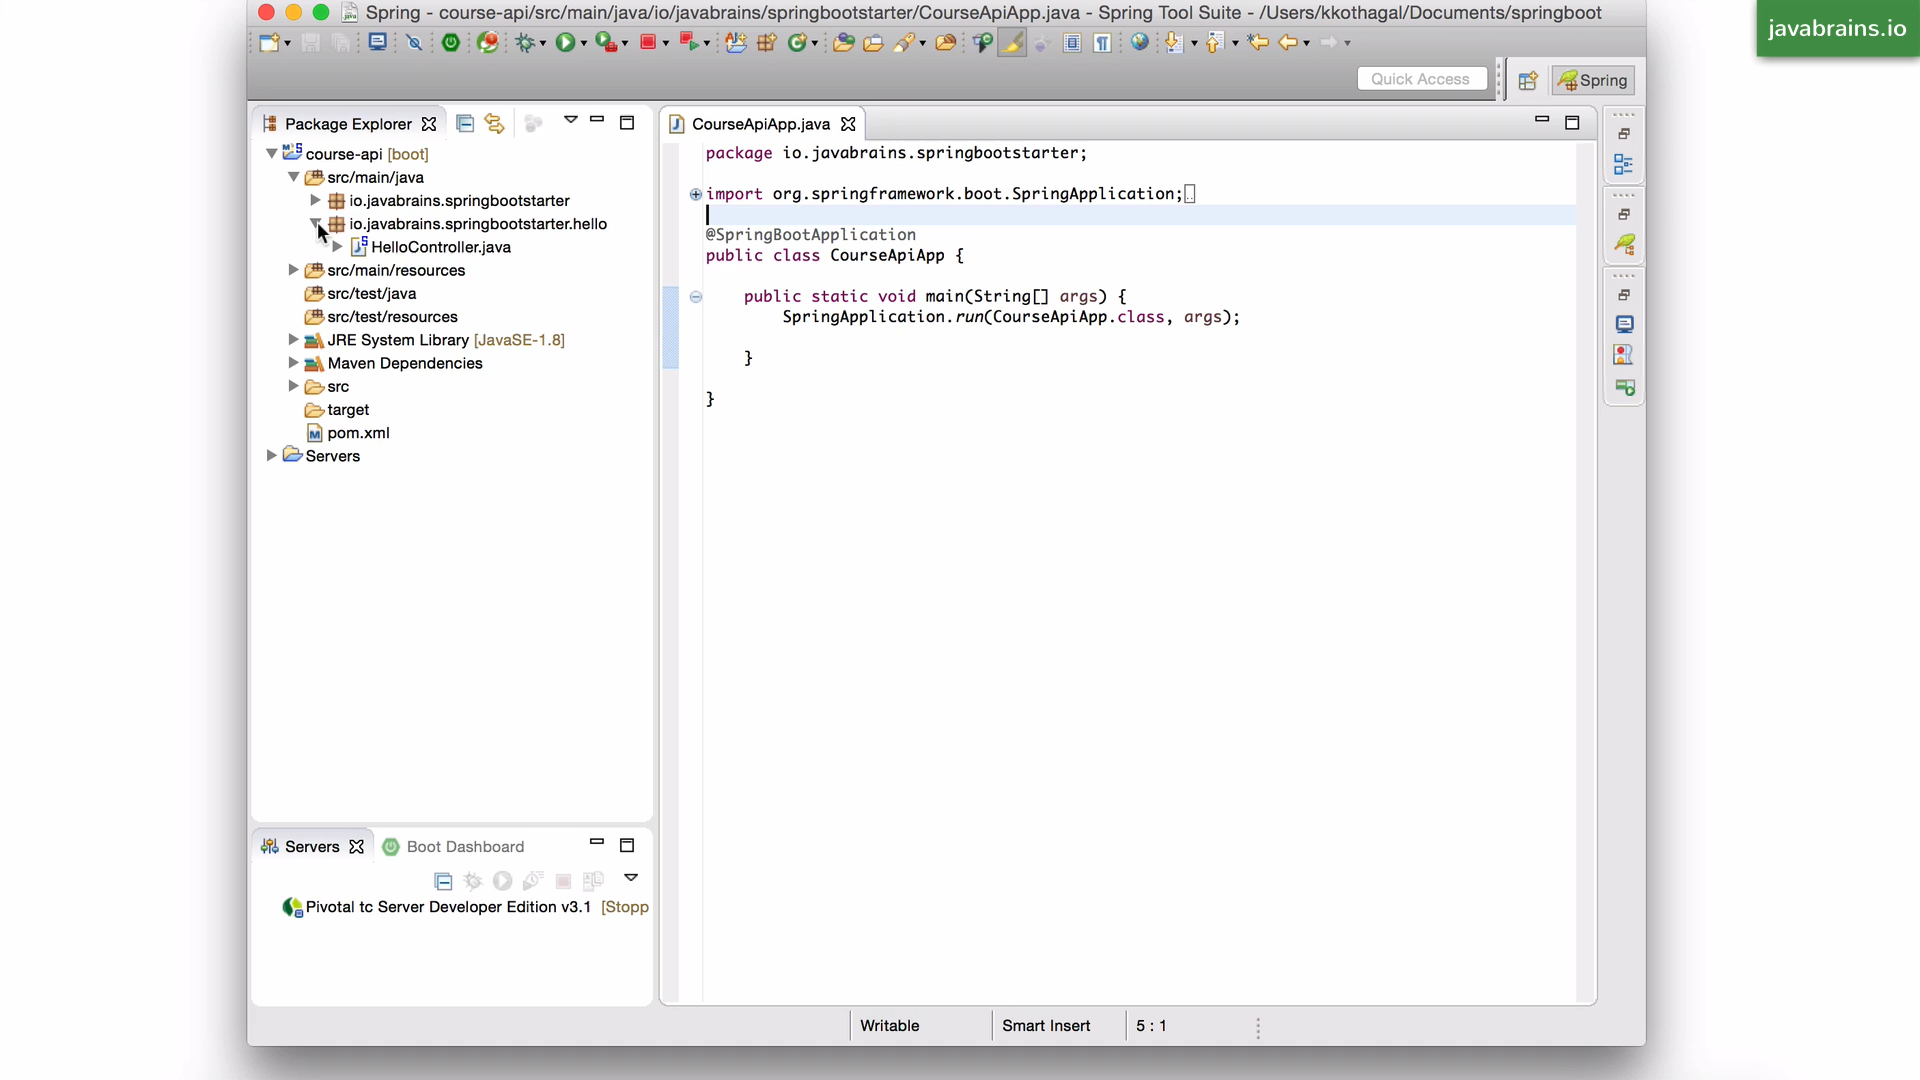 Spring - course-api/src/main/java/io/javabrains/springbootstarter/CourseApiApp.java - Spring Tool Suite - /Users/kkothagal/Documents/springboot
javabrains.io
Quick Access
Spring
Package Explorer
course-api [boot]
src/main/java
io.javabrains.springbootstarter
io.javabrains.springbootstarter.hello
HelloController.java
src/main/resources
src/test/java
src/test/resources
JRE System Library [JavaSE-1.8]
Maven Dependencies
src
target
pom.xml
Servers
CourseApiApp.java
package io.javabrains.springbootstarter;
import org.springframework.boot.SpringApplication;
@SpringBootApplication
public class CourseApiApp {
public static void main(String[] args) {
SpringApplication.run(CourseApiApp.class, args);
}
}
Servers
Boot Dashboard
Pivotal tc Server Developer Edition v3.1 [Stopp
Writable
Smart Insert
5 : 1